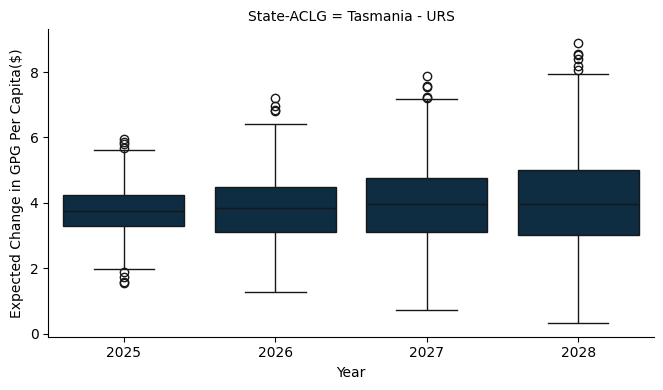 State-ACLG = Tasmania - URS
Expected Change in GPG Per Capita($)
8
6
4
2
0
2025 2026 2027 2028
Year